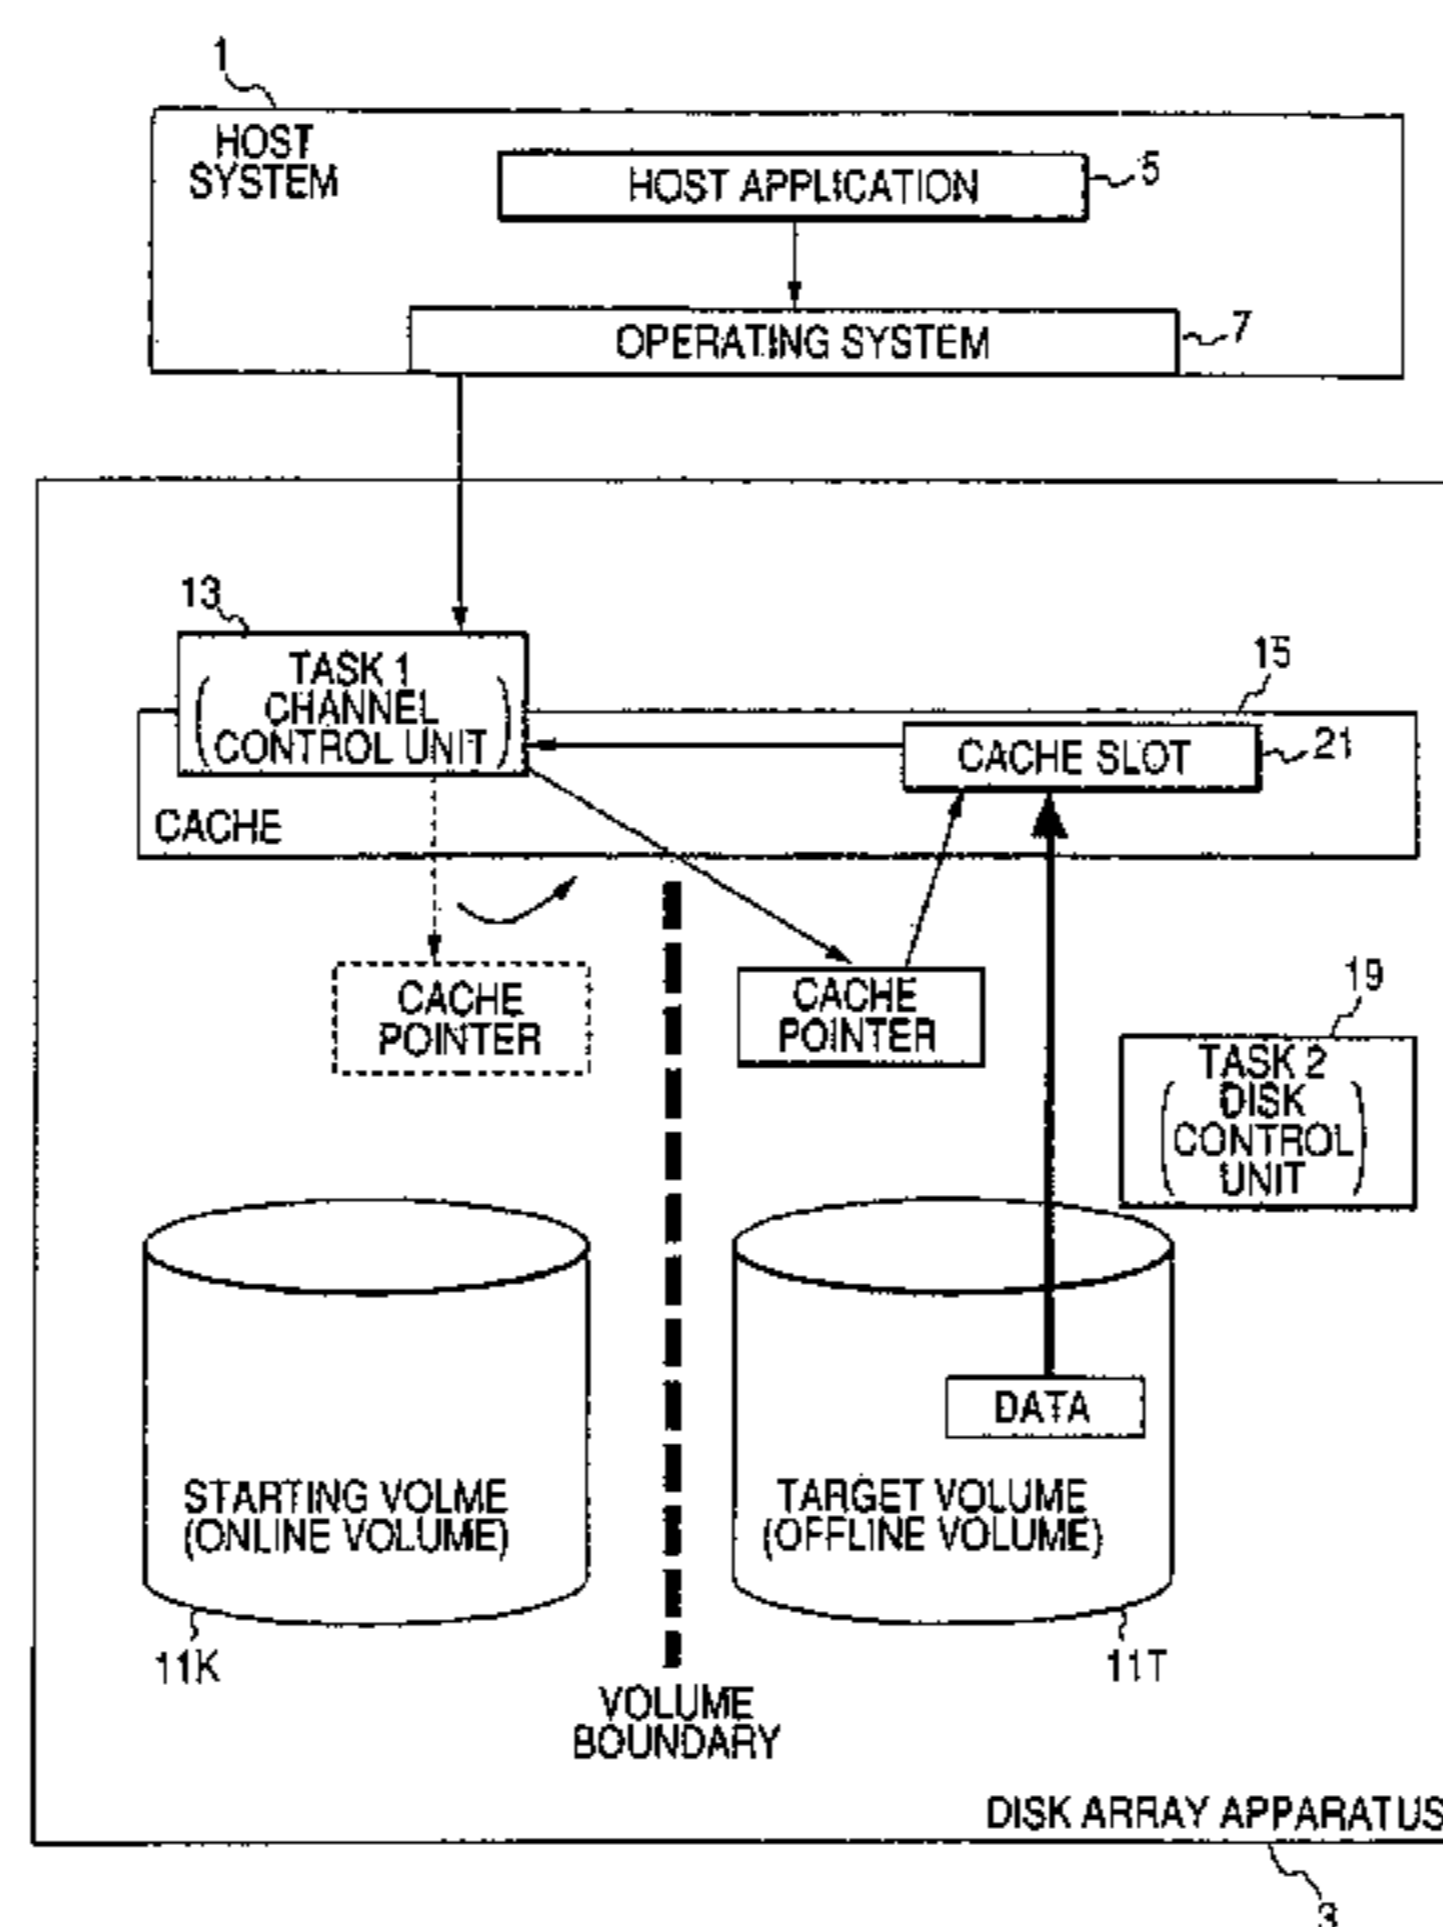 1
HOST
SYSTEM
HOST APPLICATION
5
OPERATING SYSTEM
7
13
TASK 1
CHANNEL
(CONTROL UNIT)
15
CACHE SLOT
21
CACHE
CACHE
POINTER
CACHE
POINTER
19
TASK 2
(DISK
CONTROL
UNIT)
DATA
STARTING VOLME
(ONLINE VOLUME)
TARGET VOLUME
(OFFLINE VOLUME)
11K
11T
VOLUME
BOUNDARY
DISK ARRAY APPARATUS
3